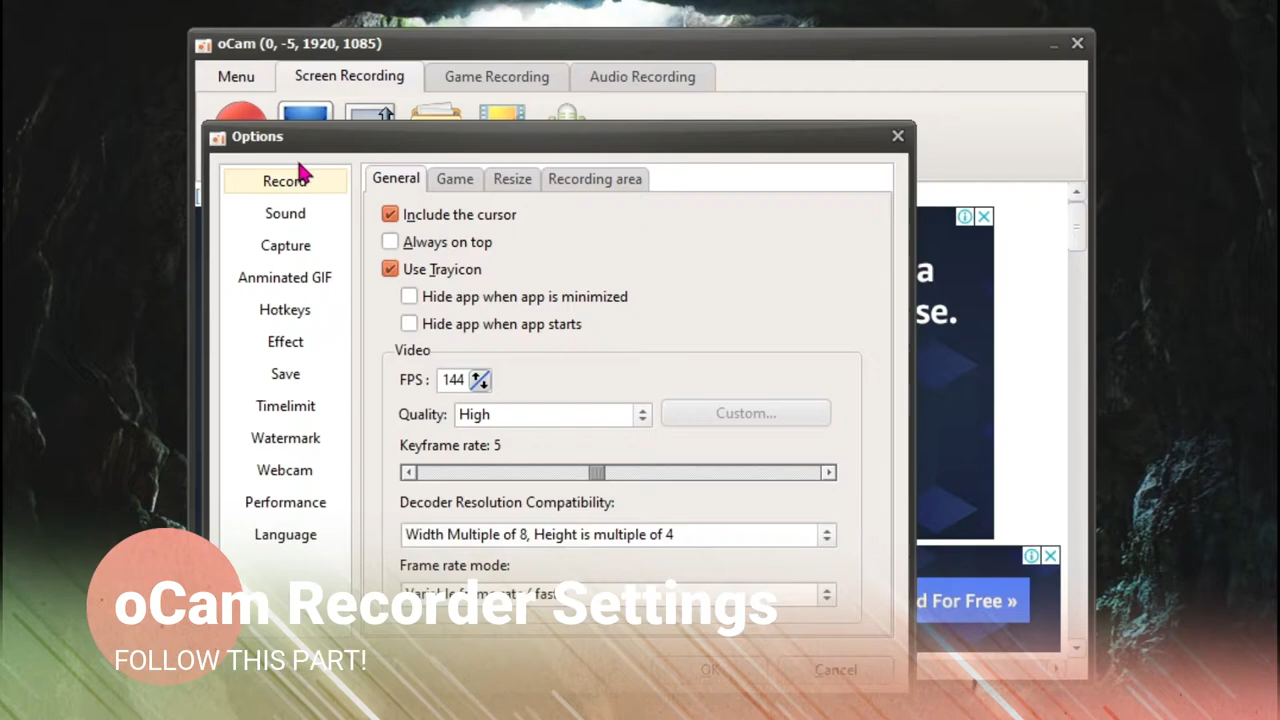 oCam (0, -5, 1920, 1085)
Menu
Screen Recording
Game Recording
Audio Recording
Options
Record
Sound
Capture
Anminated GIF
Hotkeys
Effect
Save
Timelimit
Watermark
Webcam
Performance
Language
General
Game
Resize
Recording area
Include the cursor
Always on top
Use Trayicon
Hide app when app is minimized
Hide app when app starts
Video
FPS : 144
Quality: High
Custom...
Keyframe rate: 5
Decoder Resolution Compatibility:
Width Multiple of 8, Height is multiple of 4
Frame rate mode:
OK
Cancel
a
se.
d For Free »
oCam Recorder Settings
FOLLOW THIS PART!